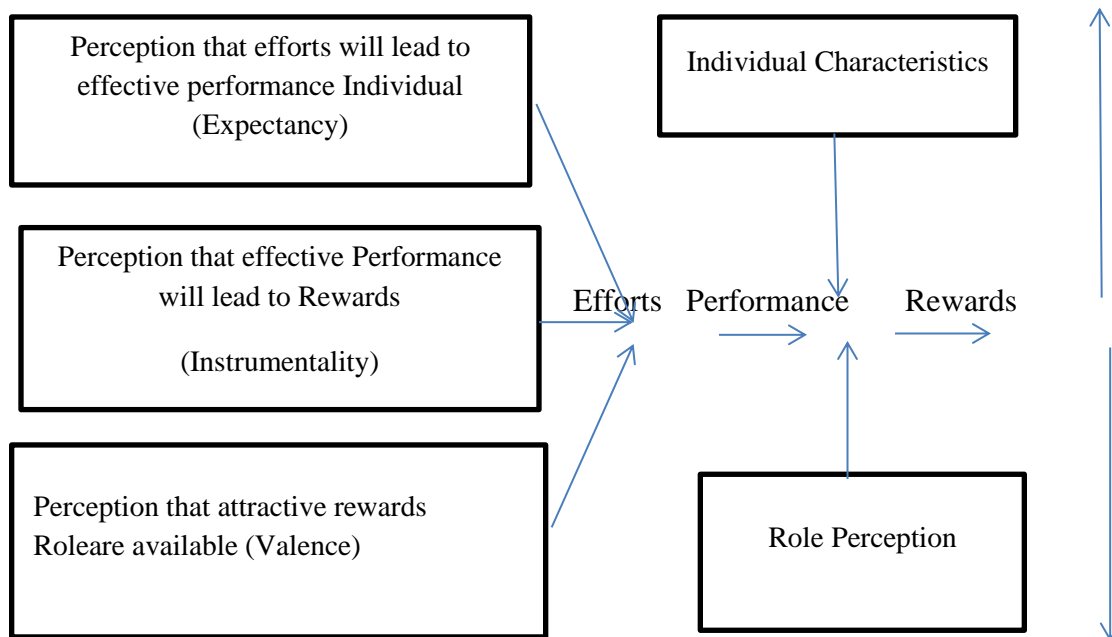 Perception that efforts will lead to
effective performance Individual
(Expectancy)
Individual Characteristics
Perception that effective Performance
will lead to Rewards
(Instrumentality)
Efforts Performance Rewards
Perception that attractive rewards
Roleare available (Valence)
Role Perception